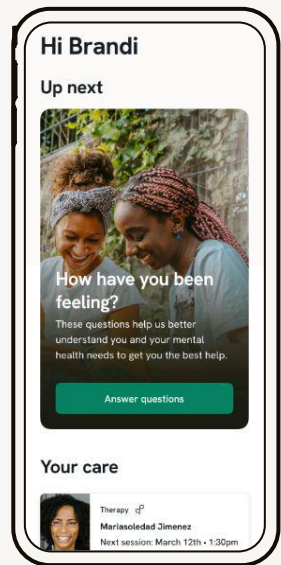 Hi Brandi
Up next
How have you been
feeling?
These questions help us better
understand you and your mental
health needs to get you the best help.
Answer questions
Your care
Therapy
Mariasoledad Jimenez
Next session: March 12th • 1:30pm